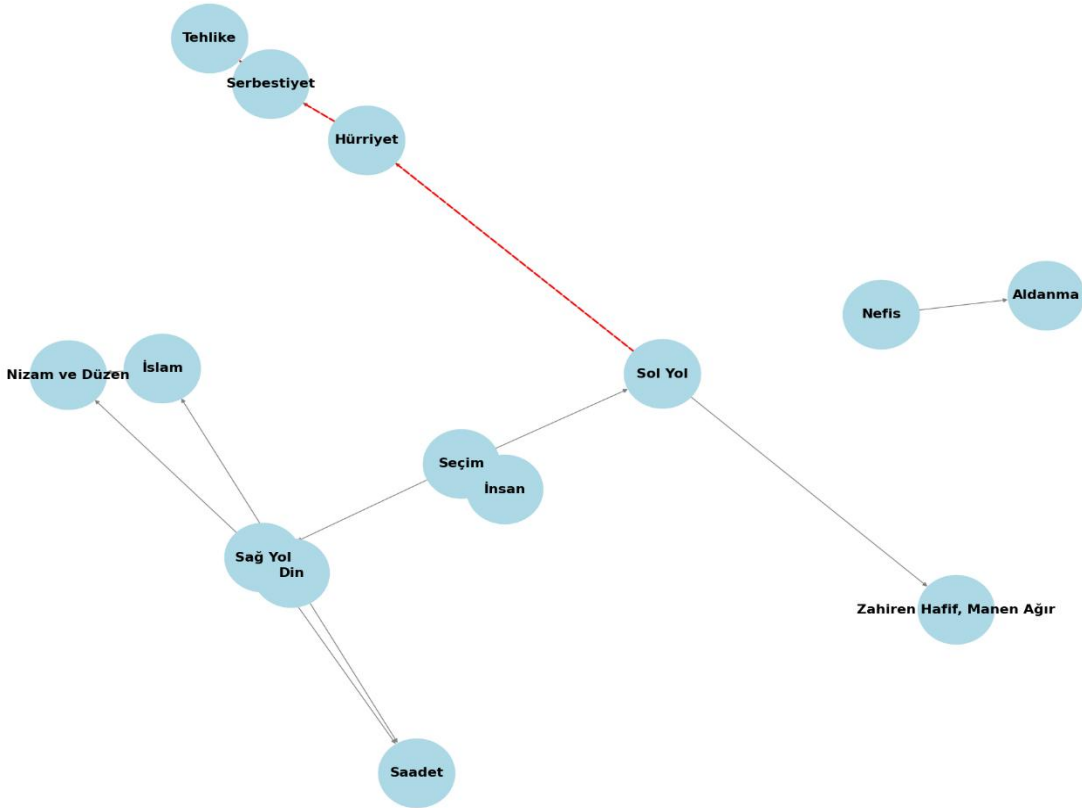 Tehlike
Serbestiyet
Hürriyet
Nefis
Aldanma
Nizam ve Düzen
İslam
Sol Yol
Seçim
İnsan
Sağ Yol
Din
Zahiren Hafif, Manen Ağır
Saadet